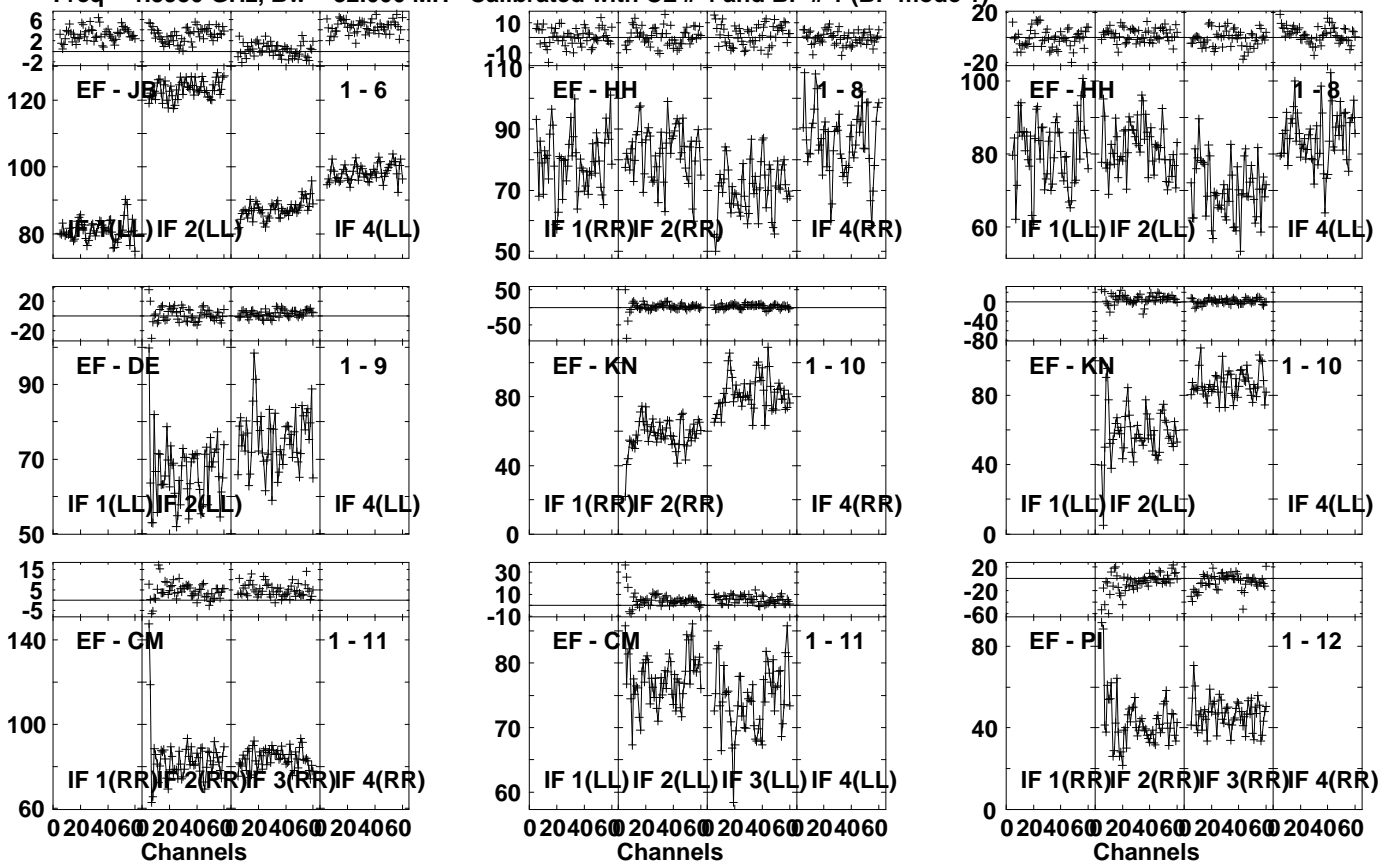 Calibrated with CL # 4 and BP # 1 (BP mode 1)
6
2
-2
120
100
80
EF - JB
1 - 6
IF 1(LL) IF 2(LL)
IF 4(LL)
10
-10
110
90
70
50
EF - HH
1 - 8
IF 1(RR) IF 2(RR)
IF 4(RR)
20
-20
100
80
60
EF - HH
1 - 8
IF 1(LL) IF 2(LL)
IF 4(LL)
20
-20
90
70
50
EF - DE
1 - 9
IF 1(LL) IF 2(LL)
IF 4(LL)
50
-50
80
40
0
EF - KN
1 - 10
IF 1(RR) IF 2(RR)
IF 4(RR)
0
-40
-80
80
40
0
EF - KN
1 - 10
IF 1(LL) IF 2(LL)
IF 4(LL)
15
5
-5
140
100
60
EF - CM
1 - 11
IF 1(RR) IF 2(RR) IF 3(RR) IF 4(RR)
0 204060 0 204060 0 204060 0 204060
Channels
30
10
-10
80
70
60
EF - CM
1 - 11
IF 1(LL) IF 2(LL) IF 3(LL) IF 4(LL)
0 204060 0 204060 0 204060 0 204060
Channels
20
-20
-60
80
40
0
EF - PI
1 - 12
IF 1(RR) IF 2(RR) IF 3(RR) IF 4(RR)
0 204060 0 204060 0 204060 0 204060
Channels